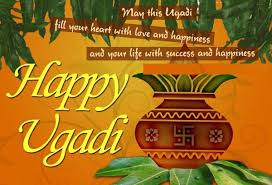 May this Ugadi
fill your heart with love and happiness
and your life with success and happiness
Happy
Ugadi